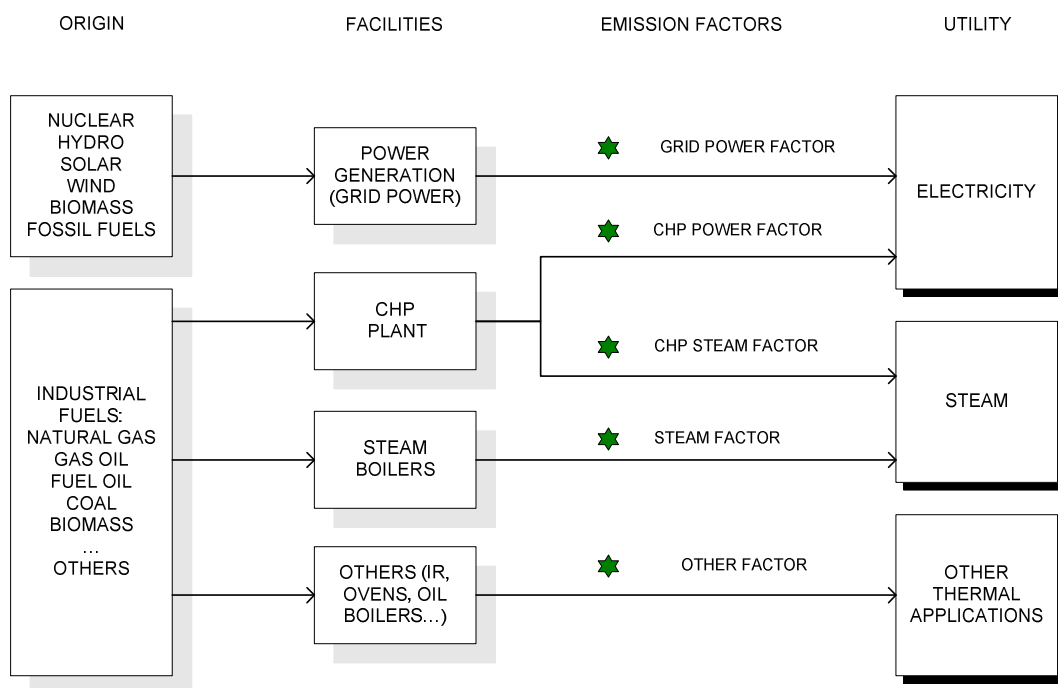 ORIGIN
FACILITIES
EMISSION FACTORS
UTILITY
NUCLEAR
HYDRO
SOLAR
WIND
BIOMASS
FOSSIL FUELS
POWER
GENERATION
(GRID POWER)
GRID POWER FACTOR
ELECTRICITY
CHP POWER FACTOR
INDUSTRIAL
FUELS:
NATURAL GAS
GAS OIL
FUEL OIL
COAL
BIOMASS
...
OTHERS
CHP
PLANT
CHP STEAM FACTOR
STEAM
STEAM
BOILERS
STEAM FACTOR
OTHERS (IR,
OVENS, OIL
BOILERS...)
OTHER FACTOR
OTHER
THERMAL
APPLICATIONS